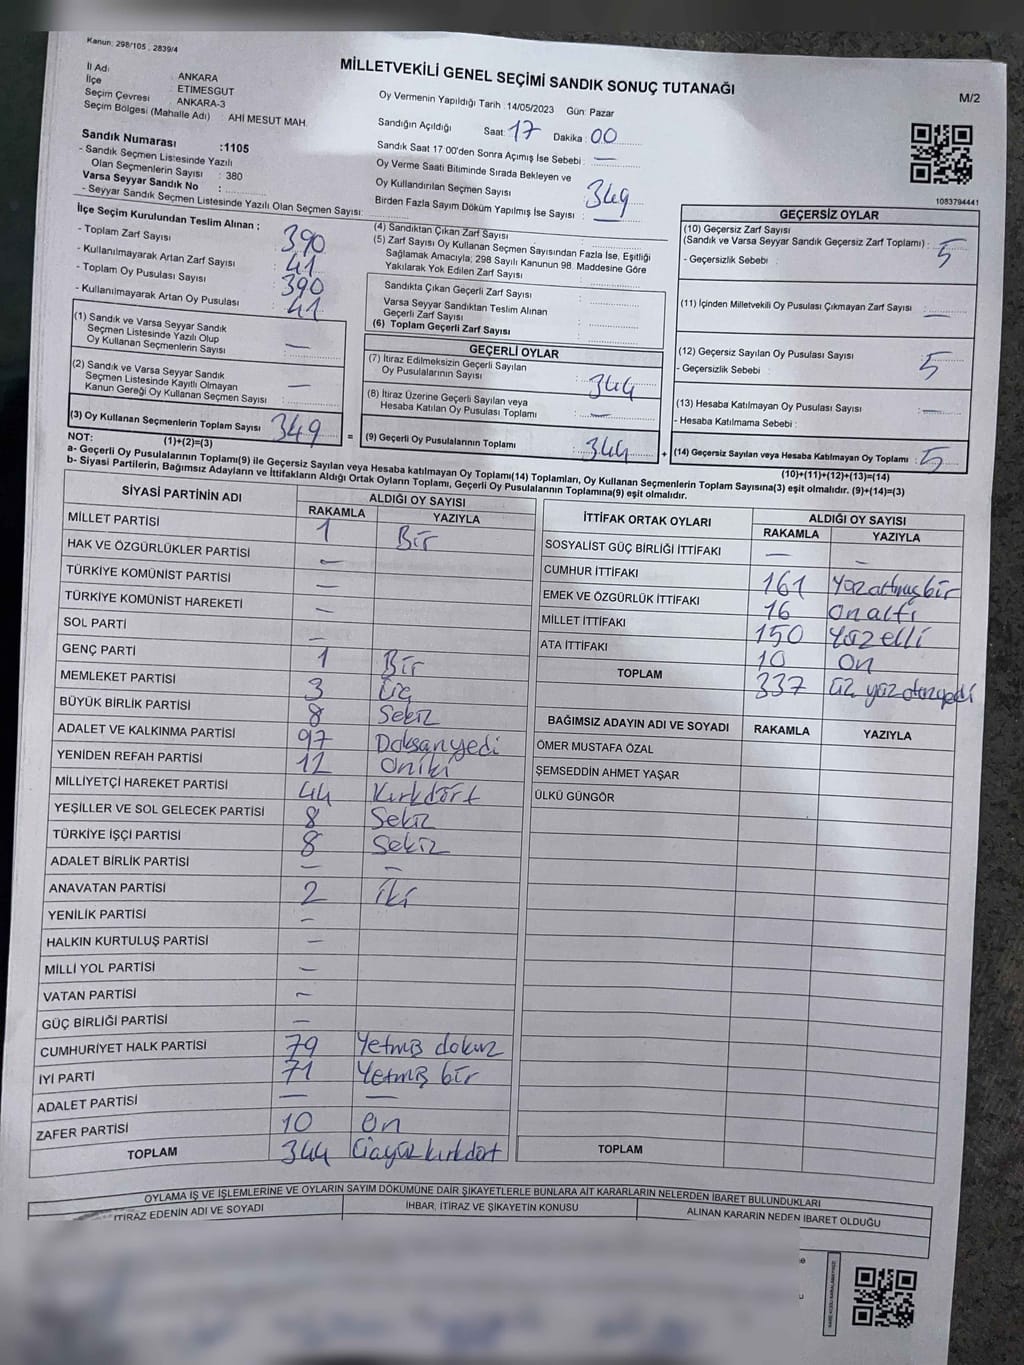 Kanun: 298/105 , 2839/4
MİLLETVEKİLİ GENEL SEÇİMİ SANDIK SONUÇ TUTANAĞI
M/2
İl Adı : ANKARA
İlçe : ETİMESGUT
Seçim Çevresi : ANKARA-3
Seçim Bölgesi (Mahalle Adı) : AHİ MESUT MAH.
Sandık Numarası :1105
- Sandık Seçmen Listesinde Yazılı
Olan Seçmenlerin Sayısı : 380
Varsa Seyyar Sandık No :
- Seyyar Sandık Seçmen Listesinde Yazılı Olan Seçmen Sayısı:
Oy Vermenin Yapıldığı Tarih :14/05/2023 Gün: Pazar
Sandığın Açıldığı Saat: 17 Dakika : 00
Sandık Saat 17 00'den Sonra Açımış İse Sebebi : —
Oy Verme Saati Bitiminde Sırada Bekleyen ve
Oy Kullandırılan Seçmen Sayısı 349
Birden Fazla Sayım Döküm Yapılmış İse Sayısı : —
1083794441
İlçe Seçim Kurulundan Teslim Alınan ;
- Toplam Zarf Sayısı : 390
- Kullanılmayarak Artan Zarf Sayısı : 41
- Toplam Oy Pusulası Sayısı : 390
- Kullanılmayarak Artan Oy Pusulası : 41
(1) Sandık ve Varsa Seyyar Sandık
Seçmen Listesinde Yazılı Olup
Oy Kullanan Seçmenlerin Sayısı : —
(2) Sandık ve Varsa Seyyar Sandık
Seçmen Listesinde Kayıtlı Olmayan
Kanun Gereği Oy Kullanan Seçmen Sayısı : —
(3) Oy Kullanan Seçmenlerin Toplam Sayısı : 349 =
(1)+(2)=(3)
(4) Sandıktan Çıkan Zarf Sayısı :
(5) Zarf Sayısı Oy Kullanan Seçmen Sayısından Fazla İse, Eşitliği
Sağlamak Amacıyla; 298 Sayılı Kanunun 98. Maddesine Göre
Yakılarak Yok Edilen Zarf Sayısı :
Sandıkta Çıkan Geçerli Zarf Sayısı :
Varsa Seyyar Sandıktan Teslim Alınan
Geçerli Zarf Sayısı :
(6) Toplam Geçerli Zarf Sayısı :
GEÇERLİ OYLAR
(7) İtiraz Edilmeksizin Geçerli Sayılan
Oy Pusulalarının Sayısı : 344
(8) İtiraz Üzerine Geçerli Sayılan veya
Hesaba Katılan Oy Pusulası Toplamı : —
(9) Geçerli Oy Pusulalarının Toplamı : 344 +
GEÇERSİZ OYLAR
(10) Geçersiz Zarf Sayısı
(Sandık ve Varsa Seyyar Sandık Geçersiz Zarf Toplamı) : 5
- Geçersizlik Sebebi :
(11) İçinden Milletvekili Oy Pusulası Çıkmayan Zarf Sayısı : —
(12) Geçersiz Sayılan Oy Pusulası Sayısı : 5
- Geçersizlik Sebebi :
(13) Hesaba Katılmayan Oy Pusulası Sayısı : —
- Hesaba Katılmama Sebebi :
(14) Geçersiz Sayılan veya Hesaba Katılmayan Oy Toplamı : 5
(10)+(11)+(12)+(13)=(14)
NOT:
a- Geçerli Oy Pusulalarının Toplamı(9) ile Geçersiz Sayılan veya Hesaba katılmayan Oy Toplamı(14) Toplamları, Oy Kullanan Seçmenlerin Toplam Sayısına(3) eşit olmalıdır. (9)+(14)=(3)
b- Siyasi Partilerin, Bağımsız Adayların ve İttifakların Aldığı Ortak Oyların Toplamı, Geçerli Oy Pusulalarının Toplamına(9) eşit olmalıdır.
SİYASİ PARTİNİN ADI ALDIĞI OY SAYISI
RAKAMLA YAZIYLA
MİLLET PARTİSİ 1 Bir
HAK VE ÖZGÜRLÜKLER PARTİSİ —
TÜRKİYE KOMÜNİST PARTİSİ —
TÜRKİYE KOMÜNİST HAREKETİ —
SOL PARTİ —
GENÇ PARTİ 1 Bir
MEMLEKET PARTİSİ 3 Üç
BÜYÜK BİRLİK PARTİSİ 8 Sekiz
ADALET VE KALKINMA PARTİSİ 97 Doksanyedi
YENİDEN REFAH PARTİSİ 12 Oniki
MİLLİYETÇİ HAREKET PARTİSİ 44 Kırkdört
YEŞİLLER VE SOL GELECEK PARTİSİ 8 Sekiz
TÜRKİYE İŞÇİ PARTİSİ 8 Sekiz
ADALET BİRLİK PARTİSİ — —
ANAVATAN PARTİSİ 2 İki
YENİLİK PARTİSİ —
HALKIN KURTULUŞ PARTİSİ —
MİLLİ YOL PARTİSİ —
VATAN PARTİSİ —
GÜÇ BİRLİĞİ PARTİSİ —
CUMHURİYET HALK PARTİSİ 79 Yetmiş dokuz
İYİ PARTİ 71 Yetmiş bir
ADALET PARTİSİ — —
ZAFER PARTİSİ 10 On
TOPLAM 344 Üçyüzkırkdört
İTTİFAK ORTAK OYLARI ALDIĞI OY SAYISI
RAKAMLA YAZIYLA
SOSYALİST GÜÇ BİRLİĞİ İTTİFAKI — —
CUMHUR İTTİFAKI 161 Yüzaltmışbir
EMEK VE ÖZGÜRLÜK İTTİFAKI 16 Onaltı
MİLLET İTTİFAKI 150 Yüzelli
ATA İTTİFAKI 10 On
TOPLAM 337 Üç yüz otuzyedi
BAĞIMSIZ ADAYIN ADI VE SOYADI RAKAMLA YAZIYLA
ÖMER MUSTAFA ÖZAL
ŞEMSEDDİN AHMET YAŞAR
ÜLKÜ GÜNGÖR
TOPLAM
OYLAMA İŞ VE İŞLEMLERİNE VE OYLARIN SAYIM DÖKÜMÜNE DAİR ŞİKAYETLERLE BUNLARA AİT KARARLARIN NELERDEN İBARET BULUNDUKLARI
İTİRAZ EDENİN ADI VE SOYADI İHBAR, İTİRAZ VE ŞİKAYETİN KONUSU ALINAN KARARIN NEDEN İBARET OLDUĞU